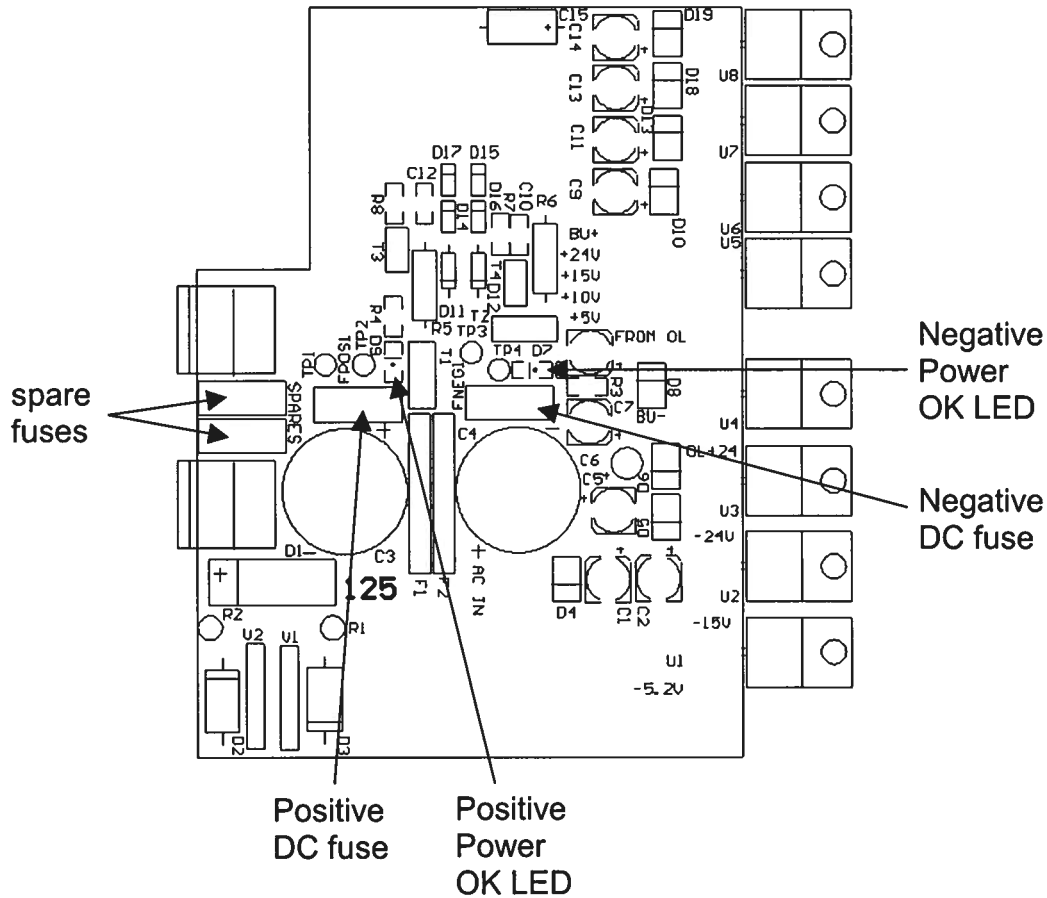 C15
C14
D19
C13
D18
U8
D13
C11
U7
D17 D15
C12
R8
D14
D16
R7
C10
R6
C9
D10
U6
U5
BU+
+24V
+15V
+10V
+5V
T3
T4
D12
D11
T2
R5
TP3
R4
D9
TP2
FPOS1
TP1
T1
FNEG1
TP4 D7
FROM OL
R3
D8
BU-
C7
U4
SPARES
C4
C6
C5
OL+24
D6
D5
U3
-24V
D1
C3
125
F1
F2
AC IN
D4
C1
C2
U2
-15V
R2
R1
V2
V1
U1
-5.2V
D2
D3
spare
fuses
Negative
Power
OK LED
Negative
DC fuse
Positive
DC fuse
Positive
Power
OK LED